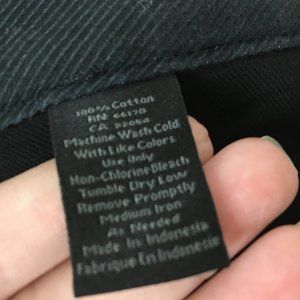 100% Cotton
RN: 66170
CA: 22054
Machine Wash Cold
With Like Colors
Use Only
Non-Chlorine Bleach
Tumble Dry Low
Remove Promptly
Medium Iron
As Needed
Made In Indonesia
Fabrique En Indonesie